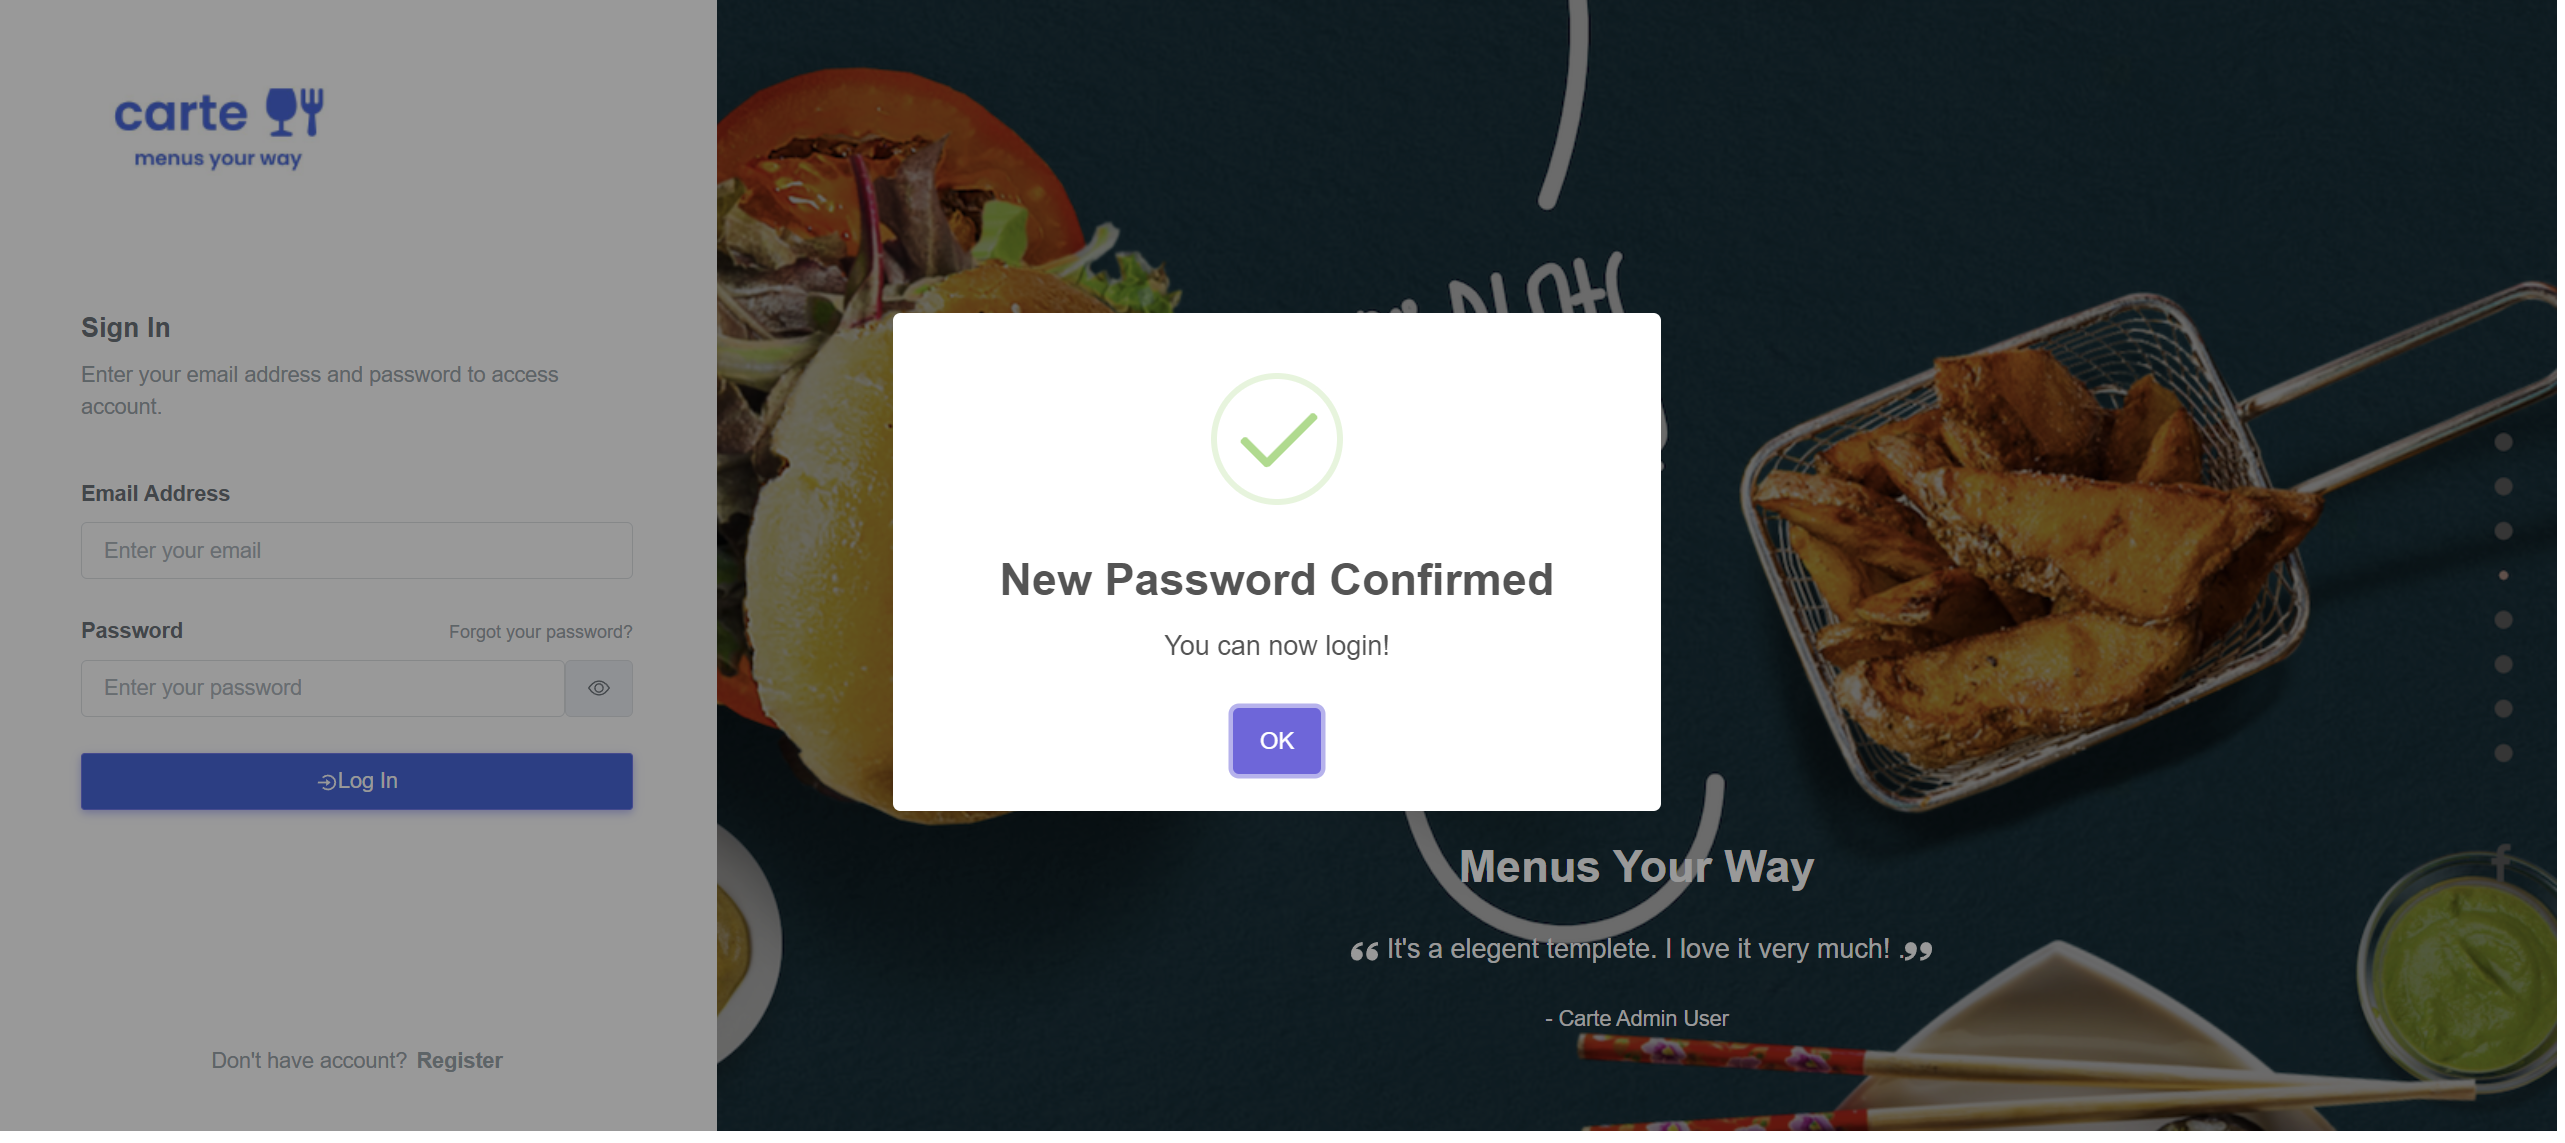 carte
menus your way
Sign In
Enter your email address and password to access
account.
Email Address
Enter your email
Password
Forgot your password?
Enter your password
Log In
Don't have account? Register
New Password Confirmed
You can now login!
OK
Menus Your Way
“ It's a elegent templete. I love it very much! .”
- Carte Admin User